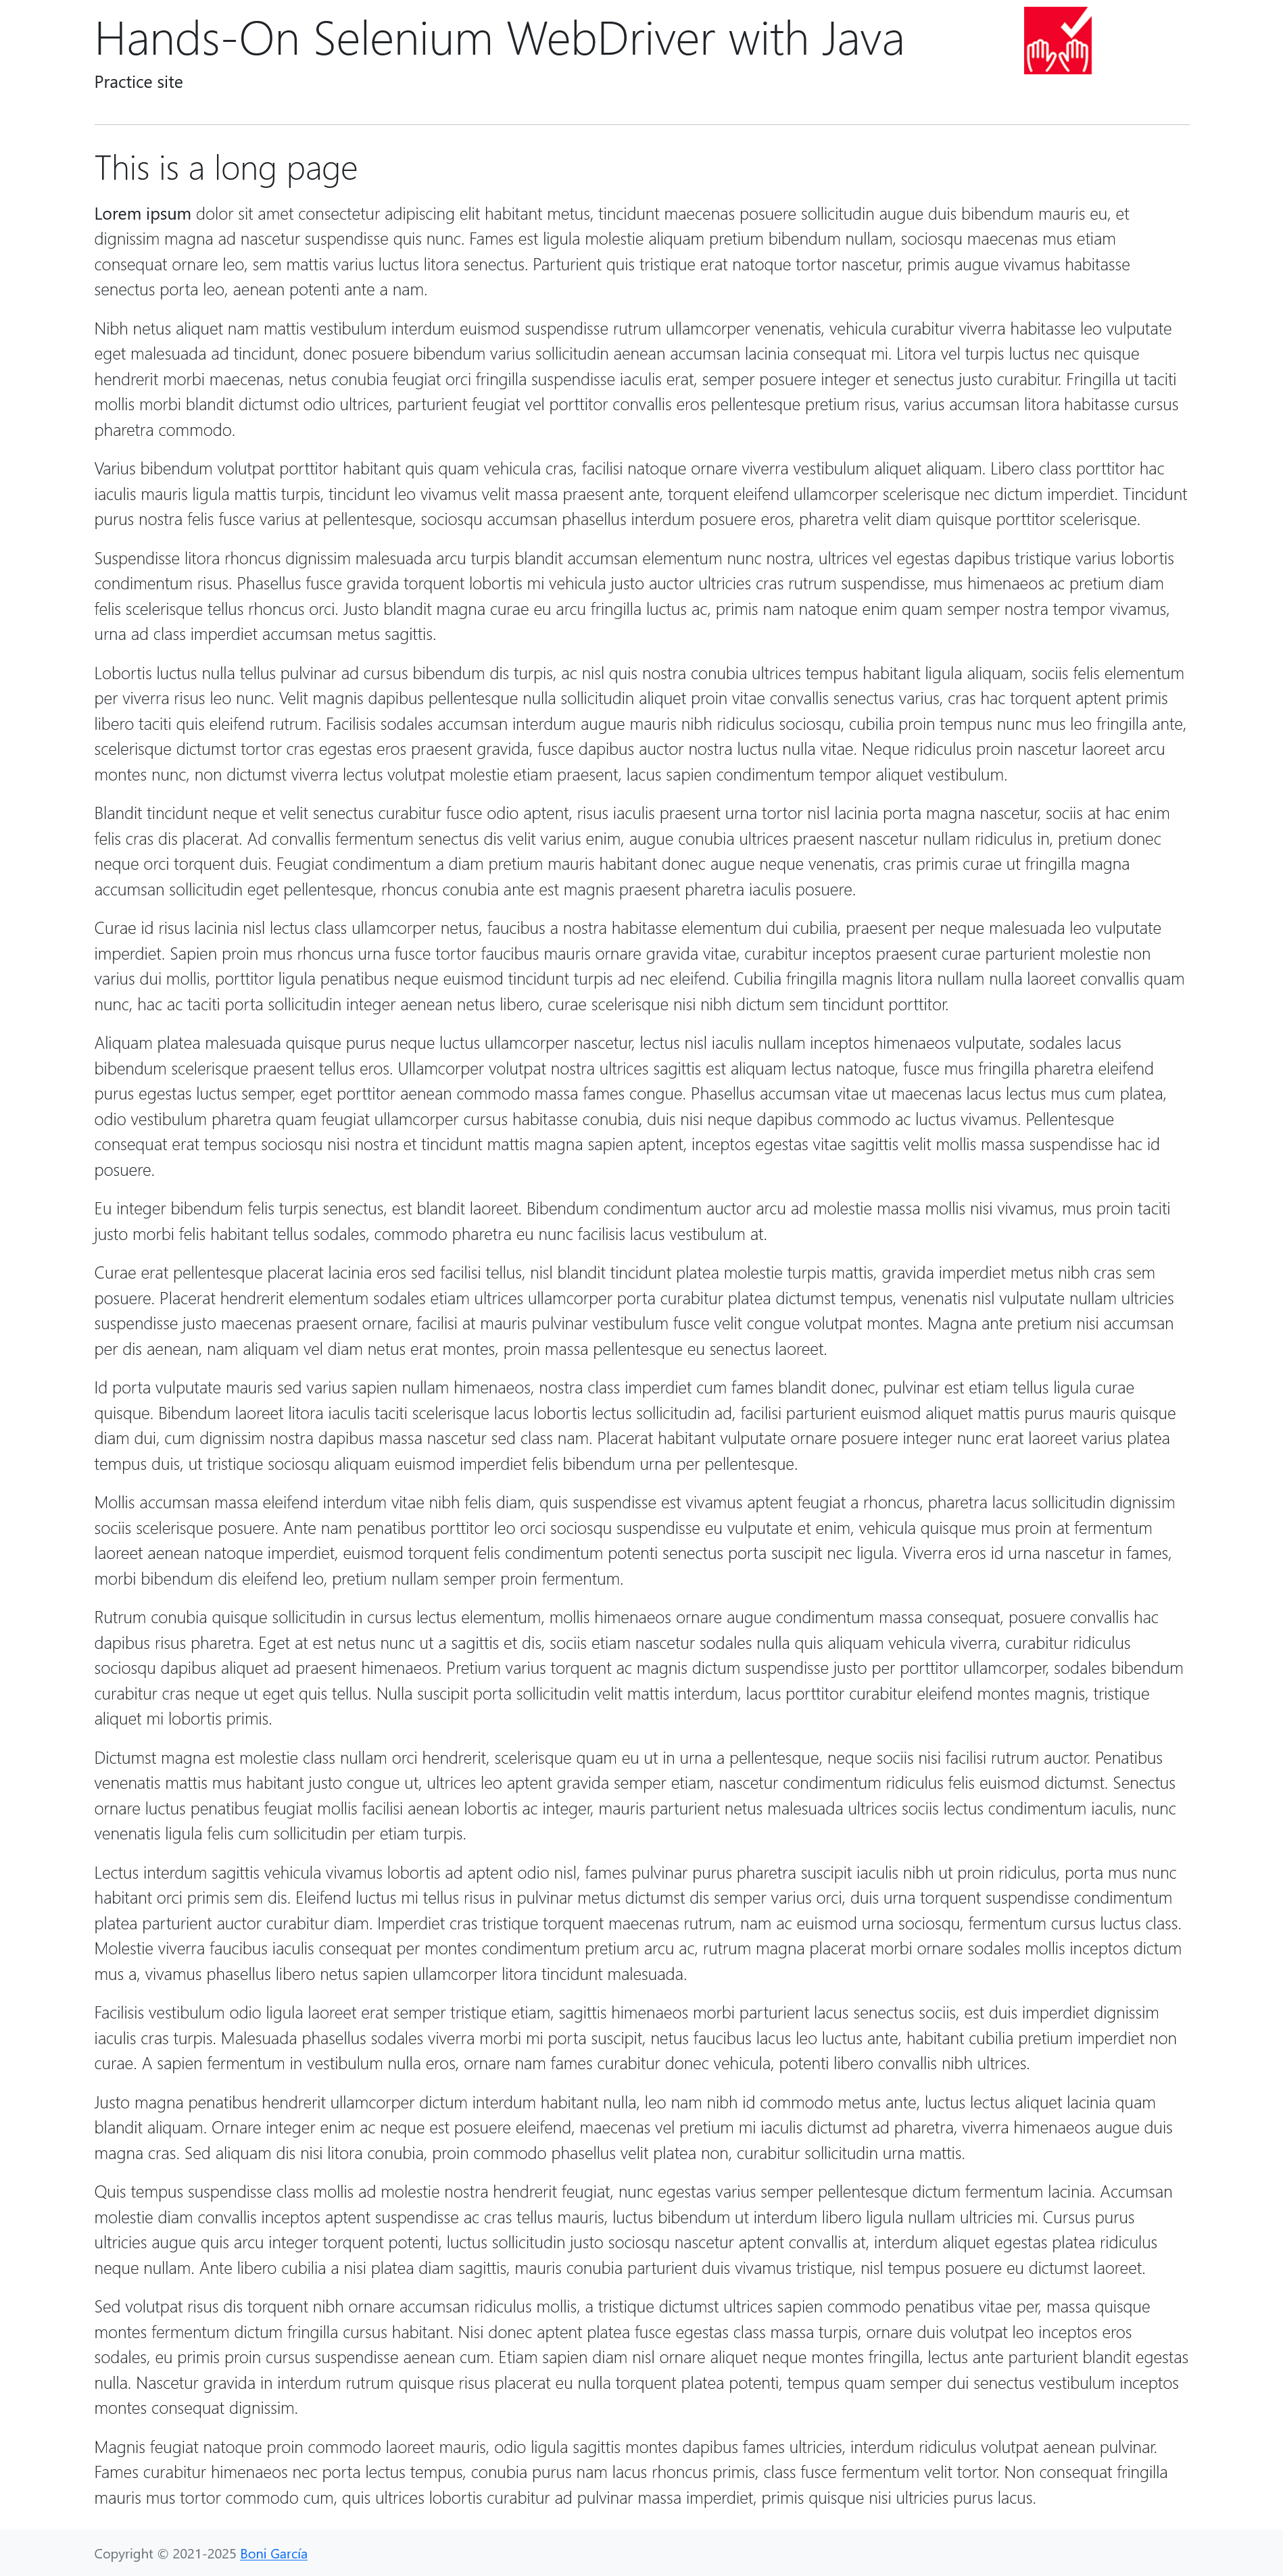 Hands-On Selenium WebDriver with Java
Practice site
This is a long page
Lorem ipsum dolor sit amet consectetur adipiscing elit habitant metus, tincidunt maecenas posuere sollicitudin augue duis bibendum mauris eu, et
dignissim magna ad nascetur suspendisse quis nunc. Fames est ligula molestie aliquam pretium bibendum nullam, sociosqu maecenas mus etiam
consequat ornare leo, sem mattis varius luctus litora senectus. Parturient quis tristique erat natoque tortor nascetur, primis augue vivamus habitasse
senectus porta leo, aenean potenti ante a nam.
Nibh netus aliquet nam mattis vestibulum interdum euismod suspendisse rutrum ullamcorper venenatis, vehicula curabitur viverra habitasse leo vulputate
eget malesuada ad tincidunt, donec posuere bibendum varius sollicitudin aenean accumsan lacinia consequat mi. Litora vel turpis luctus nec quisque
hendrerit morbi maecenas, netus conubia feugiat orci fringilla suspendisse iaculis erat, semper posuere integer et senectus justo curabitur. Fringilla ut taciti
mollis morbi blandit dictumst odio ultrices, parturient feugiat vel porttitor convallis eros pellentesque pretium risus, varius accumsan litora habitasse cursus
pharetra commodo.
Varius bibendum volutpat porttitor habitant quis quam vehicula cras, facilisi natoque ornare viverra vestibulum aliquet aliquam. Libero class porttitor hac
iaculis mauris ligula mattis turpis, tincidunt leo vivamus velit massa praesent ante, torquent eleifend ullamcorper scelerisque nec dictum imperdiet. Tincidunt
purus nostra felis fusce varius at pellentesque, sociosqu accumsan phasellus interdum posuere eros, pharetra velit diam quisque porttitor scelerisque.
Suspendisse litora rhoncus dignissim malesuada arcu turpis blandit accumsan elementum nunc nostra, ultrices vel egestas dapibus tristique varius lobortis
condimentum risus. Phasellus fusce gravida torquent lobortis mi vehicula justo auctor ultricies cras rutrum suspendisse, mus himenaeos ac pretium diam
felis scelerisque tellus rhoncus orci. Justo blandit magna curae eu arcu fringilla luctus ac, primis nam natoque enim quam semper nostra tempor vivamus,
urna ad class imperdiet accumsan metus sagittis.
Lobortis luctus nulla tellus pulvinar ad cursus bibendum dis turpis, ac nisl quis nostra conubia ultrices tempus habitant ligula aliquam, sociis felis elementum
per viverra risus leo nunc. Velit magnis dapibus pellentesque nulla sollicitudin aliquet proin vitae convallis senectus varius, cras hac torquent aptent primis
libero taciti quis eleifend rutrum. Facilisis sodales accumsan interdum augue mauris nibh ridiculus sociosqu, cubilia proin tempus nunc mus leo fringilla ante,
scelerisque dictumst tortor cras egestas eros praesent gravida, fusce dapibus auctor nostra luctus nulla vitae. Neque ridiculus proin nascetur laoreet arcu
montes nunc, non dictumst viverra lectus volutpat molestie etiam praesent, lacus sapien condimentum tempor aliquet vestibulum.
Blandit tincidunt neque et velit senectus curabitur fusce odio aptent, risus iaculis praesent urna tortor nisl lacinia porta magna nascetur, sociis at hac enim
felis cras dis placerat. Ad convallis fermentum senectus dis velit varius enim, augue conubia ultrices praesent nascetur nullam ridiculus in, pretium donec
neque orci torquent duis. Feugiat condimentum a diam pretium mauris habitant donec augue neque venenatis, cras primis curae ut fringilla magna
accumsan sollicitudin eget pellentesque, rhoncus conubia ante est magnis praesent pharetra iaculis posuere.
Curae id risus lacinia nisl lectus class ullamcorper netus, faucibus a nostra habitasse elementum dui cubilia, praesent per neque malesuada leo vulputate
imperdiet. Sapien proin mus rhoncus urna fusce tortor faucibus mauris ornare gravida vitae, curabitur inceptos praesent curae parturient molestie non
varius dui mollis, porttitor ligula penatibus neque euismod tincidunt turpis ad nec eleifend. Cubilia fringilla magnis litora nullam nulla laoreet convallis quam
nunc, hac ac taciti porta sollicitudin integer aenean netus libero, curae scelerisque nisi nibh dictum sem tincidunt porttitor.
Aliquam platea malesuada quisque purus neque luctus ullamcorper nascetur, lectus nisl iaculis nullam inceptos himenaeos vulputate, sodales lacus
bibendum scelerisque praesent tellus eros. Ullamcorper volutpat nostra ultrices sagittis est aliquam lectus natoque, fusce mus fringilla pharetra eleifend
purus egestas luctus semper, eget porttitor aenean commodo massa fames congue. Phasellus accumsan vitae ut maecenas lacus lectus mus cum platea,
odio vestibulum pharetra quam feugiat ullamcorper cursus habitasse conubia, duis nisi neque dapibus commodo ac luctus vivamus. Pellentesque
consequat erat tempus sociosqu nisi nostra et tincidunt mattis magna sapien aptent, inceptos egestas vitae sagittis velit mollis massa suspendisse hac id
posuere.
Eu integer bibendum felis turpis senectus, est blandit laoreet. Bibendum condimentum auctor arcu ad molestie massa mollis nisi vivamus, mus proin taciti
justo morbi felis habitant tellus sodales, commodo pharetra eu nunc facilisis lacus vestibulum at.
Curae erat pellentesque placerat lacinia eros sed facilisi tellus, nisl blandit tincidunt platea molestie turpis mattis, gravida imperdiet metus nibh cras sem
posuere. Placerat hendrerit elementum sodales etiam ultrices ullamcorper porta curabitur platea dictumst tempus, venenatis nisl vulputate nullam ultricies
suspendisse justo maecenas praesent ornare, facilisi at mauris pulvinar vestibulum fusce velit congue volutpat montes. Magna ante pretium nisi accumsan
per dis aenean, nam aliquam vel diam netus erat montes, proin massa pellentesque eu senectus laoreet.
Id porta vulputate mauris sed varius sapien nullam himenaeos, nostra class imperdiet cum fames blandit donec, pulvinar est etiam tellus ligula curae
quisque. Bibendum laoreet litora iaculis taciti scelerisque lacus lobortis lectus sollicitudin ad, facilisi parturient euismod aliquet mattis purus mauris quisque
diam dui, cum dignissim nostra dapibus massa nascetur sed class nam. Placerat habitant vulputate ornare posuere integer nunc erat laoreet varius platea
tempus duis, ut tristique sociosqu aliquam euismod imperdiet felis bibendum urna per pellentesque.
Mollis accumsan massa eleifend interdum vitae nibh felis diam, quis suspendisse est vivamus aptent feugiat a rhoncus, pharetra lacus sollicitudin dignissim
sociis scelerisque posuere. Ante nam penatibus porttitor leo orci sociosqu suspendisse eu vulputate et enim, vehicula quisque mus proin at fermentum
laoreet aenean natoque imperdiet, euismod torquent felis condimentum potenti senectus porta suscipit nec ligula. Viverra eros id urna nascetur in fames,
morbi bibendum dis eleifend leo, pretium nullam semper proin fermentum.
Rutrum conubia quisque sollicitudin in cursus lectus elementum, mollis himenaeos ornare augue condimentum massa consequat, posuere convallis hac
dapibus risus pharetra. Eget at est netus nunc ut a sagittis et dis, sociis etiam nascetur sodales nulla quis aliquam vehicula viverra, curabitur ridiculus
sociosqu dapibus aliquet ad praesent himenaeos. Pretium varius torquent ac magnis dictum suspendisse justo per porttitor ullamcorper, sodales bibendum
curabitur cras neque ut eget quis tellus. Nulla suscipit porta sollicitudin velit mattis interdum, lacus porttitor curabitur eleifend montes magnis, tristique
aliquet mi lobortis primis.
Dictumst magna est molestie class nullam orci hendrerit, scelerisque quam eu ut in urna a pellentesque, neque sociis nisi facilisi rutrum auctor. Penatibus
venenatis mattis mus habitant justo congue ut, ultrices leo aptent gravida semper etiam, nascetur condimentum ridiculus felis euismod dictumst. Senectus
ornare luctus penatibus feugiat mollis facilisi aenean lobortis ac integer, mauris parturient netus malesuada ultrices sociis lectus condimentum iaculis, nunc
venenatis ligula felis cum sollicitudin per etiam turpis.
Lectus interdum sagittis vehicula vivamus lobortis ad aptent odio nisl, fames pulvinar purus pharetra suscipit iaculis nibh ut proin ridiculus, porta mus nunc
habitant orci primis sem dis. Eleifend luctus mi tellus risus in pulvinar metus dictumst dis semper varius orci, duis urna torquent suspendisse condimentum
platea parturient auctor curabitur diam. Imperdiet cras tristique torquent maecenas rutrum, nam ac euismod urna sociosqu, fermentum cursus luctus class.
Molestie viverra faucibus iaculis consequat per montes condimentum pretium arcu ac, rutrum magna placerat morbi ornare sodales mollis inceptos dictum
mus a, vivamus phasellus libero netus sapien ullamcorper litora tincidunt malesuada.
Facilisis vestibulum odio ligula laoreet erat semper tristique etiam, sagittis himenaeos morbi parturient lacus senectus sociis, est duis imperdiet dignissim
iaculis cras turpis. Malesuada phasellus sodales viverra morbi mi porta suscipit, netus faucibus lacus leo luctus ante, habitant cubilia pretium imperdiet non
curae. A sapien fermentum in vestibulum nulla eros, ornare nam fames curabitur donec vehicula, potenti libero convallis nibh ultrices.
Justo magna penatibus hendrerit ullamcorper dictum interdum habitant nulla, leo nam nibh id commodo metus ante, luctus lectus aliquet lacinia quam
blandit aliquam. Ornare integer enim ac neque est posuere eleifend, maecenas vel pretium mi iaculis dictumst ad pharetra, viverra himenaeos augue duis
magna cras. Sed aliquam dis nisi litora conubia, proin commodo phasellus velit platea non, curabitur sollicitudin urna mattis.
Quis tempus suspendisse class mollis ad molestie nostra hendrerit feugiat, nunc egestas varius semper pellentesque dictum fermentum lacinia. Accumsan
molestie diam convallis inceptos aptent suspendisse ac cras tellus mauris, luctus bibendum ut interdum libero ligula nullam ultricies mi. Cursus purus
ultricies augue quis arcu integer torquent potenti, luctus sollicitudin justo sociosqu nascetur aptent convallis at, interdum aliquet egestas platea ridiculus
neque nullam. Ante libero cubilia a nisi platea diam sagittis, mauris conubia parturient duis vivamus tristique, nisl tempus posuere eu dictumst laoreet.
Sed volutpat risus dis torquent nibh ornare accumsan ridiculus mollis, a tristique dictumst ultrices sapien commodo penatibus vitae per, massa quisque
montes fermentum dictum fringilla cursus habitant. Nisi donec aptent platea fusce egestas class massa turpis, ornare duis volutpat leo inceptos eros
sodales, eu primis proin cursus suspendisse aenean cum. Etiam sapien diam nisl ornare aliquet neque montes fringilla, lectus ante parturient blandit egestas
nulla. Nascetur gravida in interdum rutrum quisque risus placerat eu nulla torquent platea potenti, tempus quam semper dui senectus vestibulum inceptos
montes consequat dignissim.
Magnis feugiat natoque proin commodo laoreet mauris, odio ligula sagittis montes dapibus fames ultricies, interdum ridiculus volutpat aenean pulvinar.
Fames curabitur himenaeos nec porta lectus tempus, conubia purus nam lacus rhoncus primis, class fusce fermentum velit tortor. Non consequat fringilla
mauris mus tortor commodo cum, quis ultrices lobortis curabitur ad pulvinar massa imperdiet, primis quisque nisi ultricies purus lacus.
Copyright © 2021-2025 Boni García